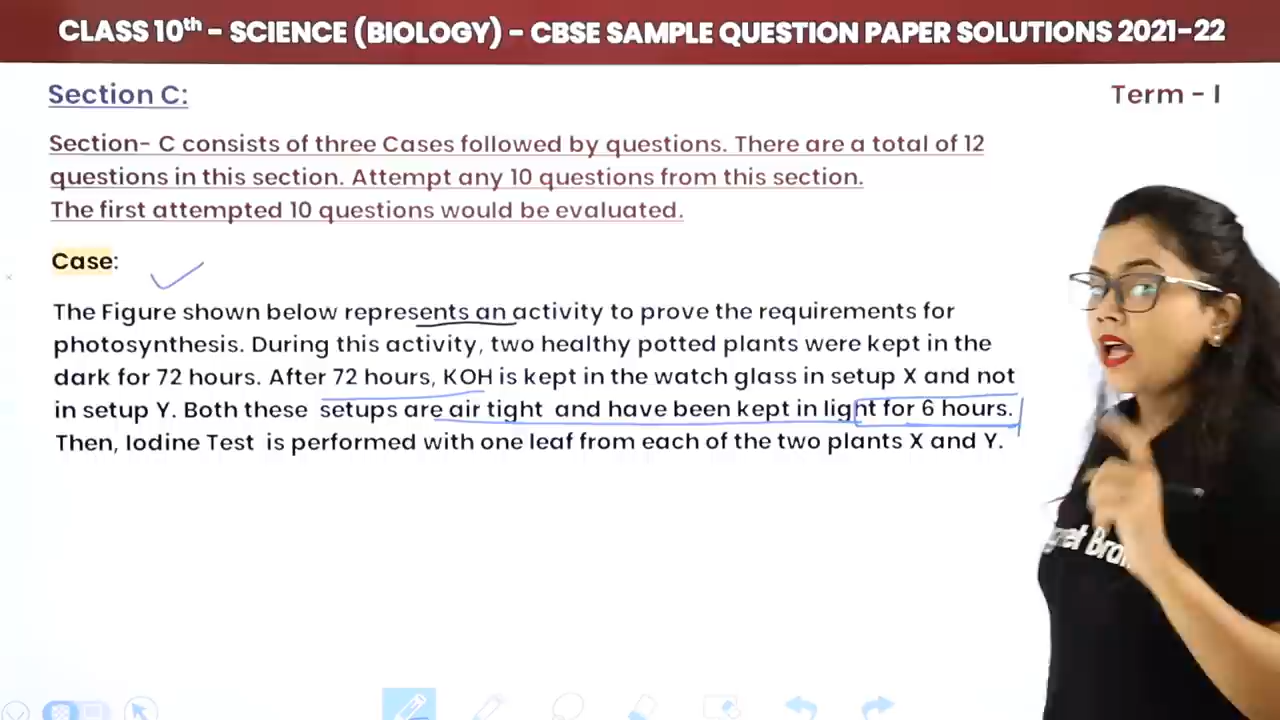 CLASS 10th - SCIENCE (BIOLOGY) - CBSE SAMPLE QUESTION PAPER SOLUTIONS 2021-22
Section C:
Term - I
Section- C consists of three Cases followed by questions. There are a total of 12
questions in this section. Attempt any 10 questions from this section.
The first attempted 10 questions would be evaluated.
Case:
The Figure shown below represents an activity to prove the requirements for
photosynthesis. During this activity, two healthy potted plants were kept in the
dark for 72 hours. After 72 hours, KOH is kept in the watch glass in setup X and not
in setup Y. Both these setups are air tight and have been kept in light for 6 hours.
Then, Iodine Test is performed with one leaf from each of the two plants X and Y.